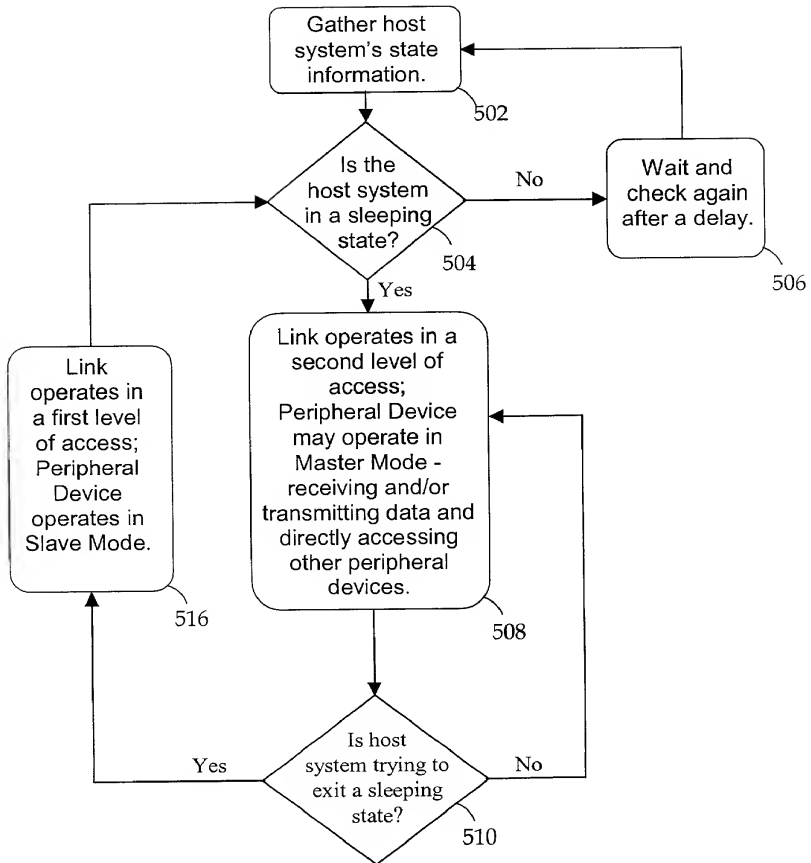 Gather host
system's state
information.
502
Is the
host system
in a sleeping
state?
504
No
Wait and
check again
after a delay.
506
Yes
Link
operates in
a first level
of access;
Peripheral
Device
operates in
Slave Mode.
516
Link operates in a
second level of
access;
Peripheral Device
may operate in
Master Mode -
receiving and/or
transmitting data and
directly accessing
other peripheral
devices.
508
Is host
system trying to
exit a sleeping
state?
510
Yes
No